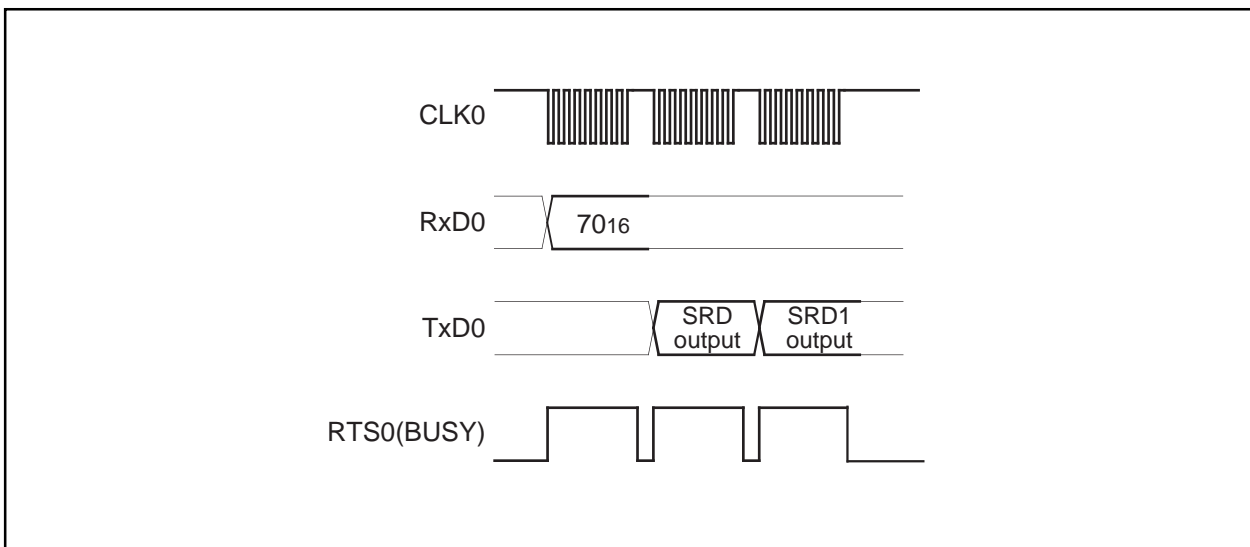 CLK0
RxD0
7016
TxD0
SRD
output
SRD1
output
RTS0(BUSY)